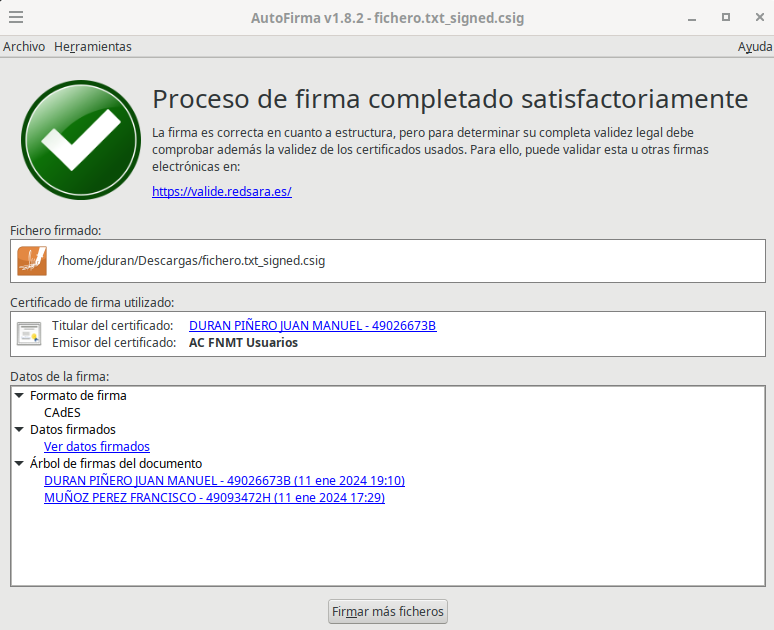 AutoFirma v1.8.2 - fichero.txt_signed.csig
Archivo Herramientas Ayuda
Proceso de firma completado satisfactoriamente
La firma es correcta en cuanto a estructura, pero para determinar su completa validez legal debe
comprobar además la validez de los certificados usados. Para ello, puede validar esta u otras firmas
electrónicas en:
https://valide.redsara.es/
Fichero firmado:
/home/jduran/Descargas/fichero.txt_signed.csig
Certificado de firma utilizado:
Titular del certificado: DURAN PIÑERO JUAN MANUEL - 49026673B
Emisor del certificado: AC FNMT Usuarios
Datos de la firma:
Formato de firma
CAdES
Datos firmados
Ver datos firmados
Árbol de firmas del documento
DURAN PIÑERO JUAN MANUEL - 49026673B (11 ene 2024 19:10)
MUÑOZ PEREZ FRANCISCO - 49093472H (11 ene 2024 17:29)
Firmar más ficheros